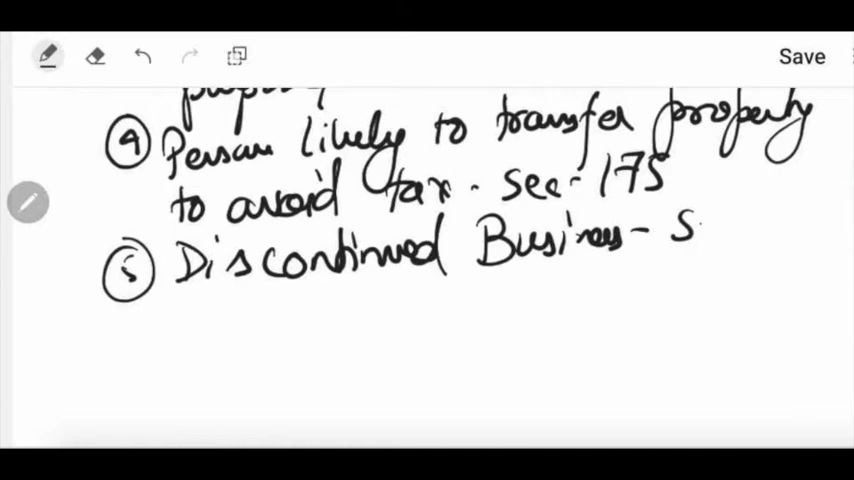 Save
④ Person likely to transfer property
to avoid tax - sec - 175
⑤ Discontinued Business - S